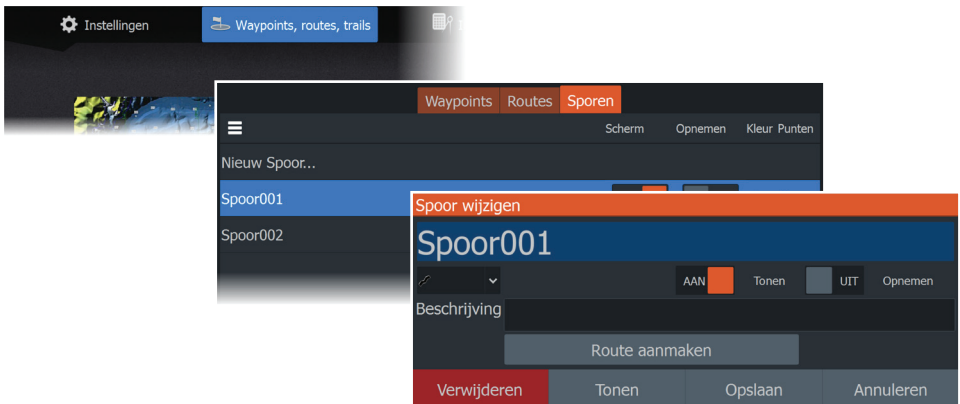 Instellingen Waypoints, routes, trails
Waypoints Routes Sporen
Scherm Opnemen Kleur Punten
Nieuw Spoor...
Spoor001
Spoor002
Spoor wijzigen
Spoor001
AAN Tonen UIT Opnemen
Beschrijving
Route aanmaken
Verwijderen Tonen Opslaan Annuleren